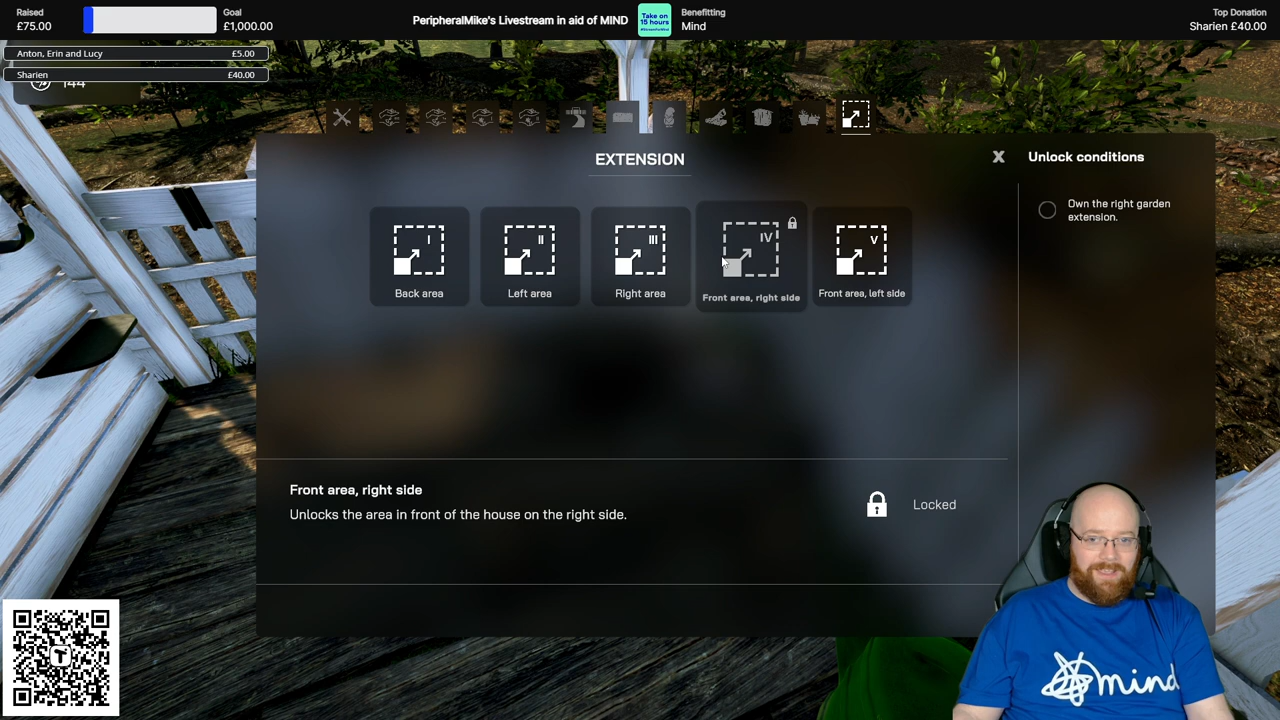 Raised
£75.00
Goal
£1,000.00
PeripheralMike's Livestream in aid of MIND
Take on
15 hours
#StreamForMind
Benefitting
Mind
Top Donation
Sharien £40.00
Anton, Erin and Lucy £5.00
Sharien £40.00
144
EXTENSION
X
Unlock conditions
Own the right garden
extension.
I
Back area
II
Left area
III
Right area
IV
Front area, right side
V
Front area, left side
Front area, right side
Unlocks the area in front of the house on the right side.
Locked
T
mind